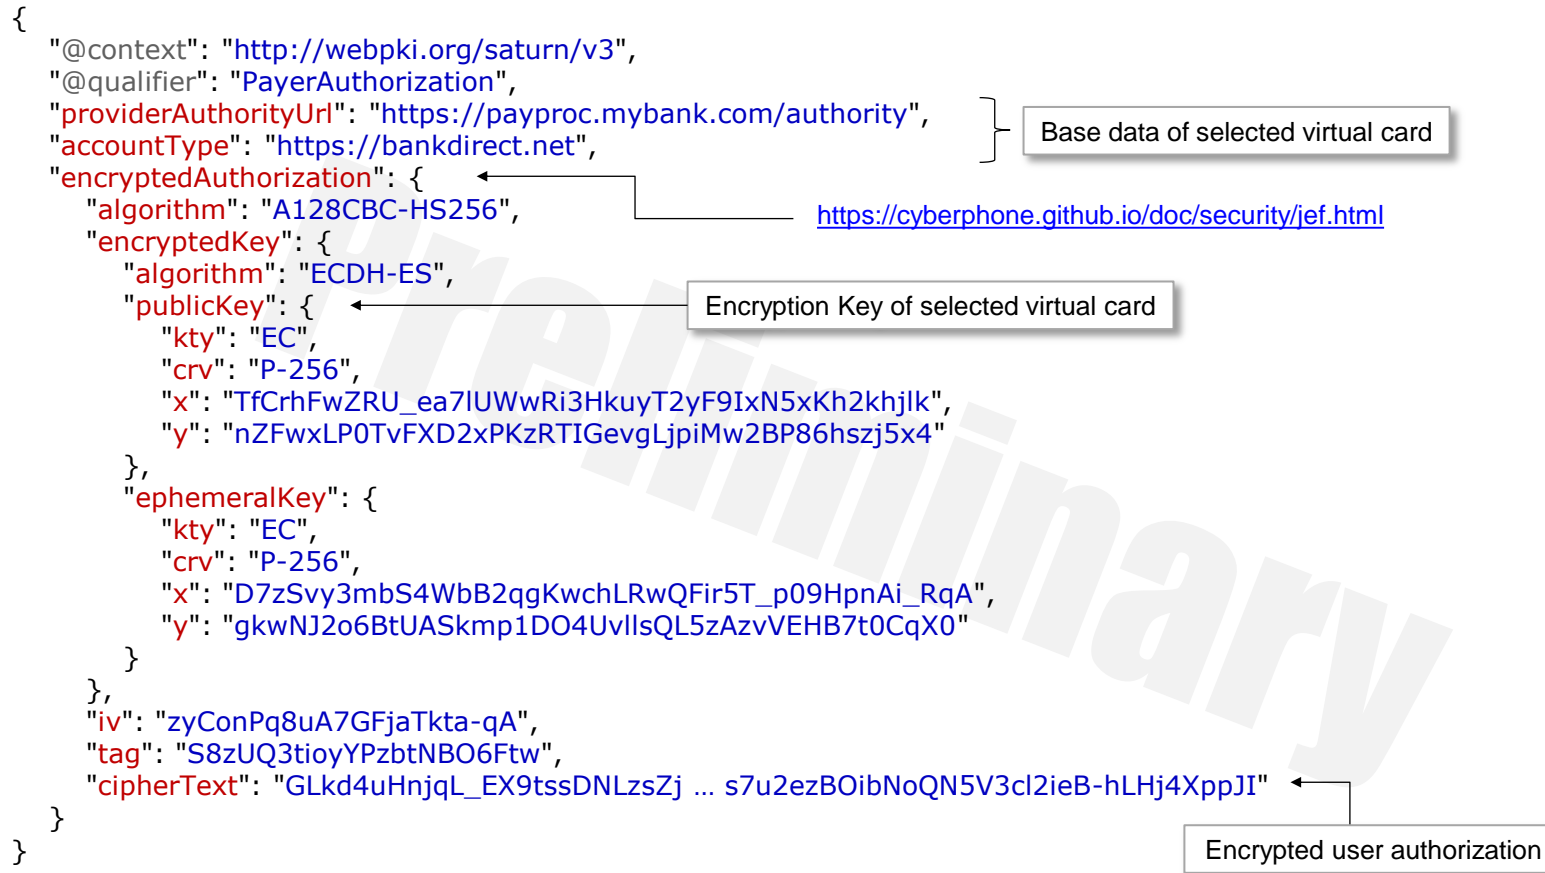 {
"@context": "http://webpki.org/saturn/v3",
"@qualifier": "PayerAuthorization",
"providerAuthorityUrl": "https://payproc.mybank.com/authority",
"accountType": "https://bankdirect.net",
Base data of selected virtual card
"encryptedAuthorization": {
"algorithm": "A128CBC-HS256",
https://cyberphone.github.io/doc/security/jef.html
"encryptedKey": {
"algorithm": "ECDH-ES",
"publicKey": {
Encryption Key of selected virtual card
"kty": "EC",
"crv": "P-256",
"x": "TfCrhFwZRU_ea7lUWwRi3HkuyT2yF9IxN5xKh2khjlk",
"y": "nZFwxLP0TvFXD2xPKzRTIGevgLjpiMw2BP86hszj5x4"
},
"ephemeralKey": {
"kty": "EC",
"crv": "P-256",
"x": "D7zSvy3mbS4WbB2qgKwchLRwQFir5T_p09HpnAi_RqA",
"y": "gkwNJ2o6BtUASkmp1DO4UvllsQL5zAzvVEHB7t0CqX0"
}
},
"iv": "zyConPq8uA7GFjaTkta-qA",
"tag": "S8zUQ3tioyYPzbtNBO6Ftw",
"cipherText": "GLkd4uHnjqL_EX9tssDNLzsZj … s7u2ezBOibNoQN5V3cl2ieB-hLHj4XppJI"
}
}
Encrypted user authorization
Preliminary